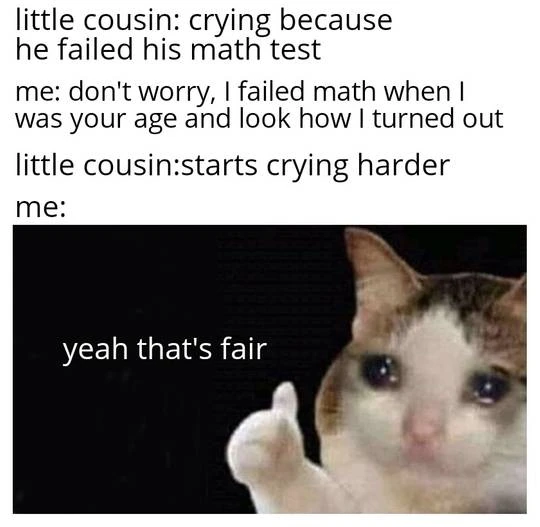 little cousin: crying because
he failed his math test
me: don't worry, I failed math when I
was your age and look how I turned out
little cousin:starts crying harder
me:
yeah that's fair